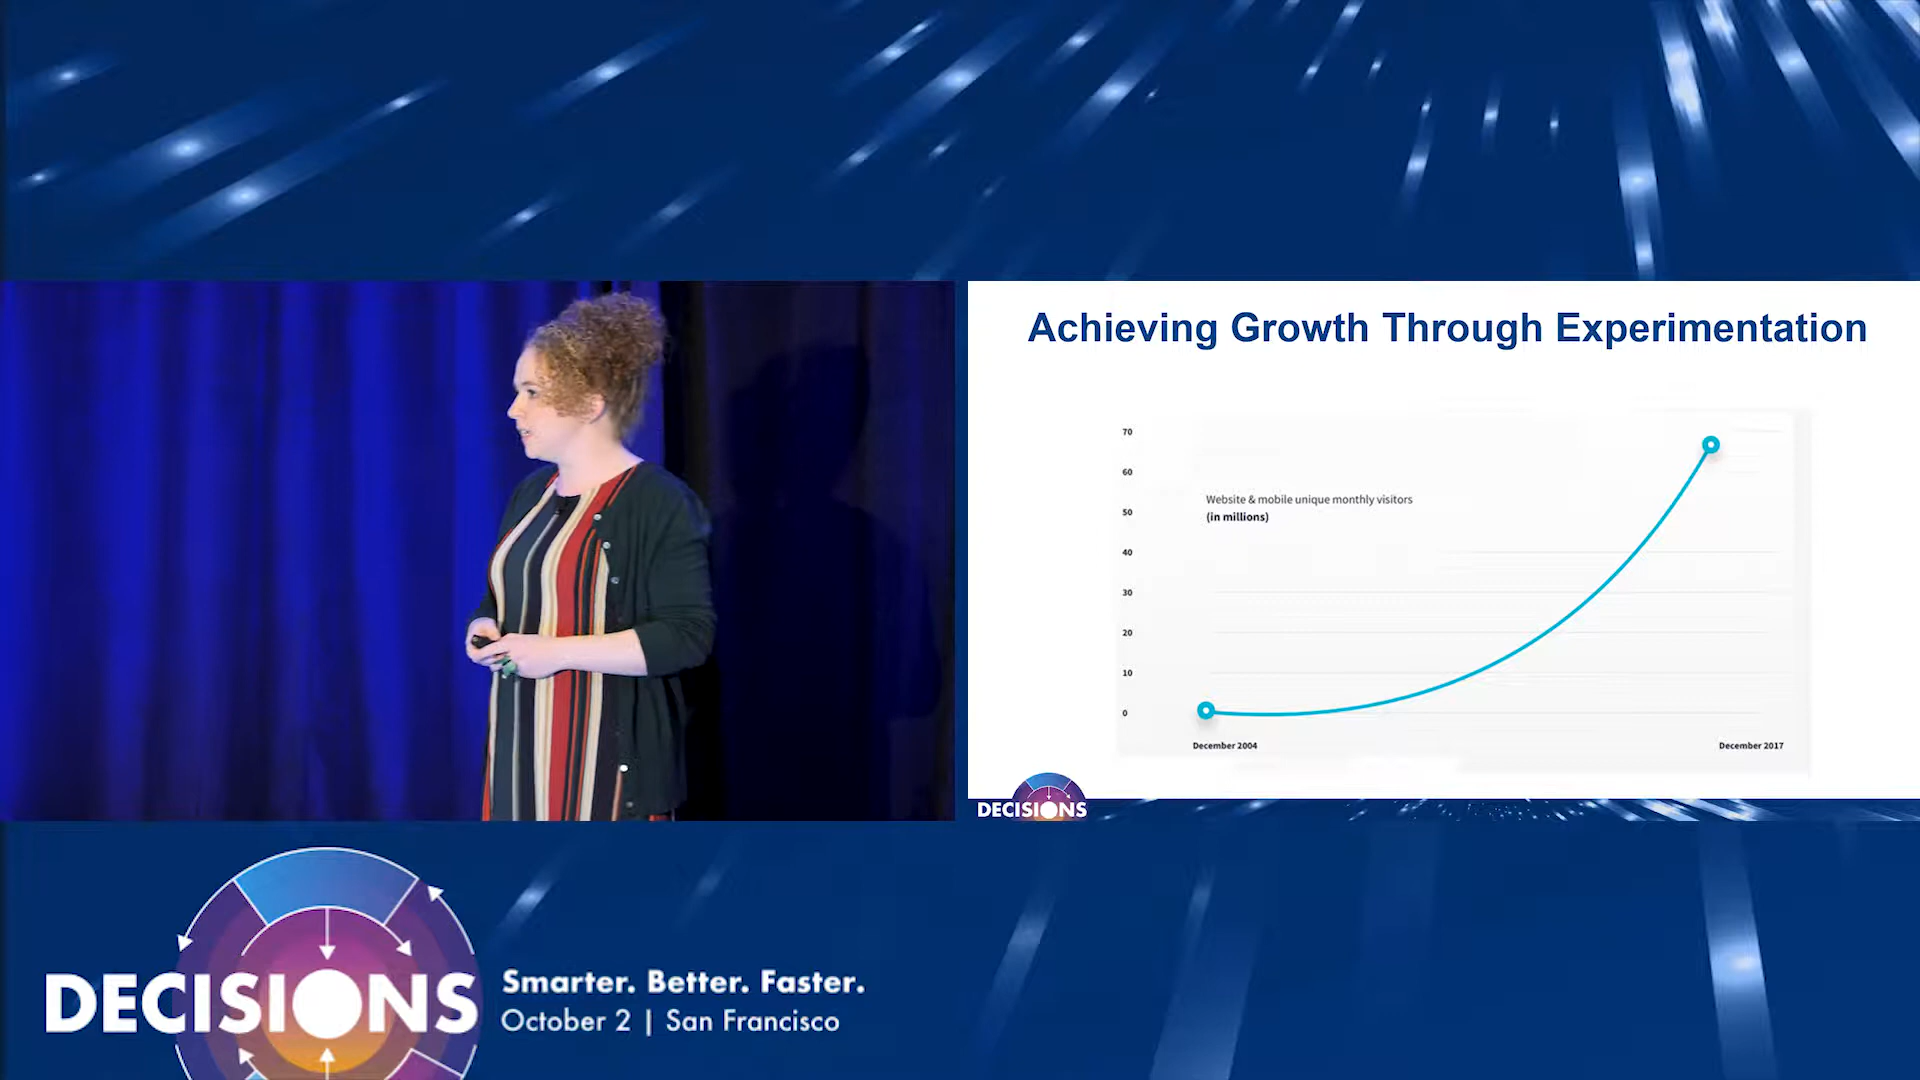 Achieving Growth Through Experimentation
70
60
Website & mobile unique monthly visitors
(in millions)
50
40
30
20
10
0
December 2004
December 2017
DECISIONS
DECISIONS
Smarter. Better. Faster.
October 2 | San Francisco